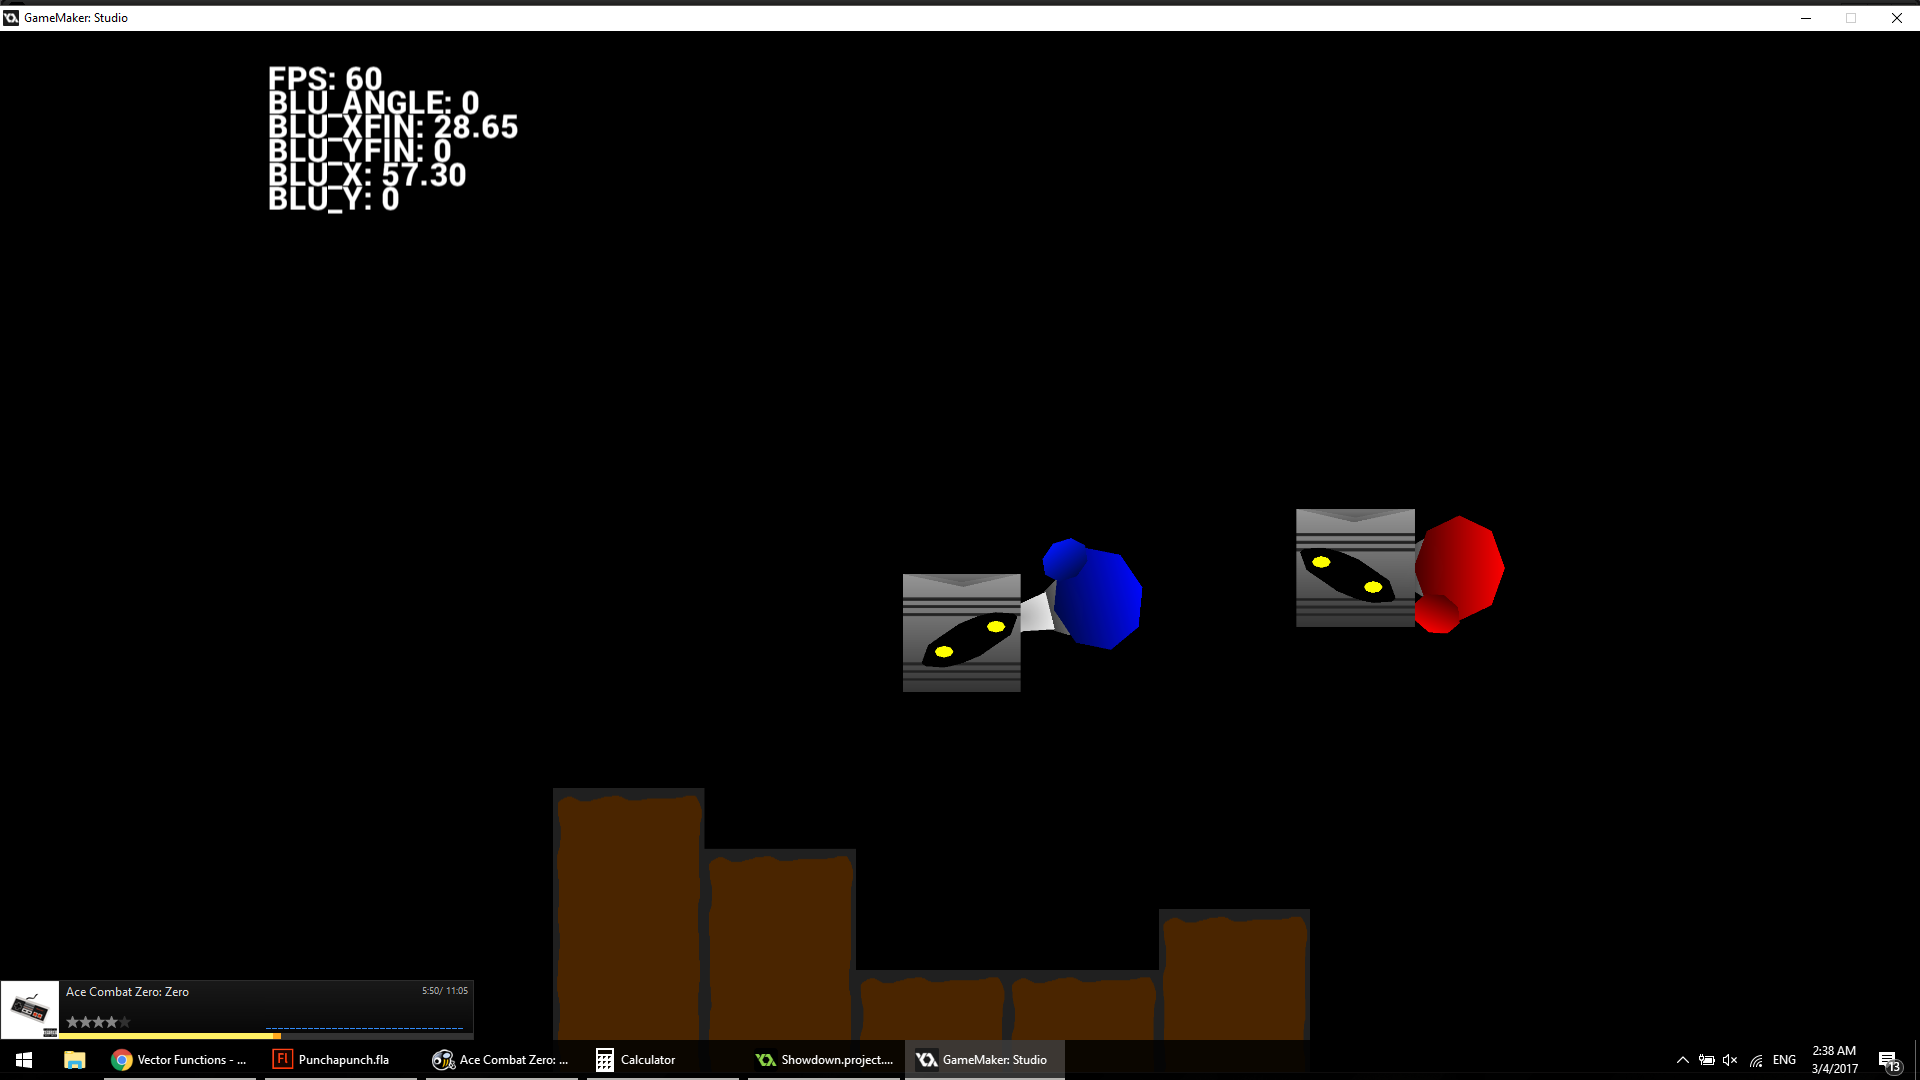 GameMaker: Studio
FPS: 60
BLU_ANGLE: 0
BLU_XFIN: 28.65
BLU_YFIN: 0
BLU_X: 57.30
BLU_Y: 0
Ace Combat Zero: Zero
5:50/ 11:05
Vector Functions - ...
Punchapunch.fla
Ace Combat Zero: ...
Calculator
Showdown.project....
GameMaker: Studio
ENG
2:38 AM
3/4/2017
13
Fl